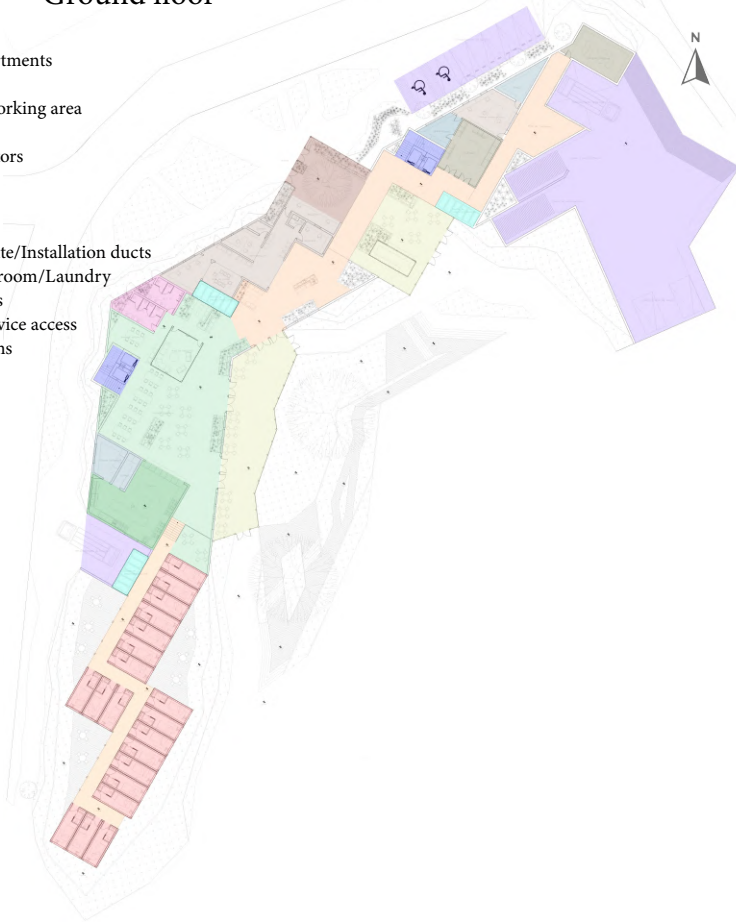 Ground floor
N
tments
orking area
ors
te/Installation ducts
room/Laundry
s
vice access
ns